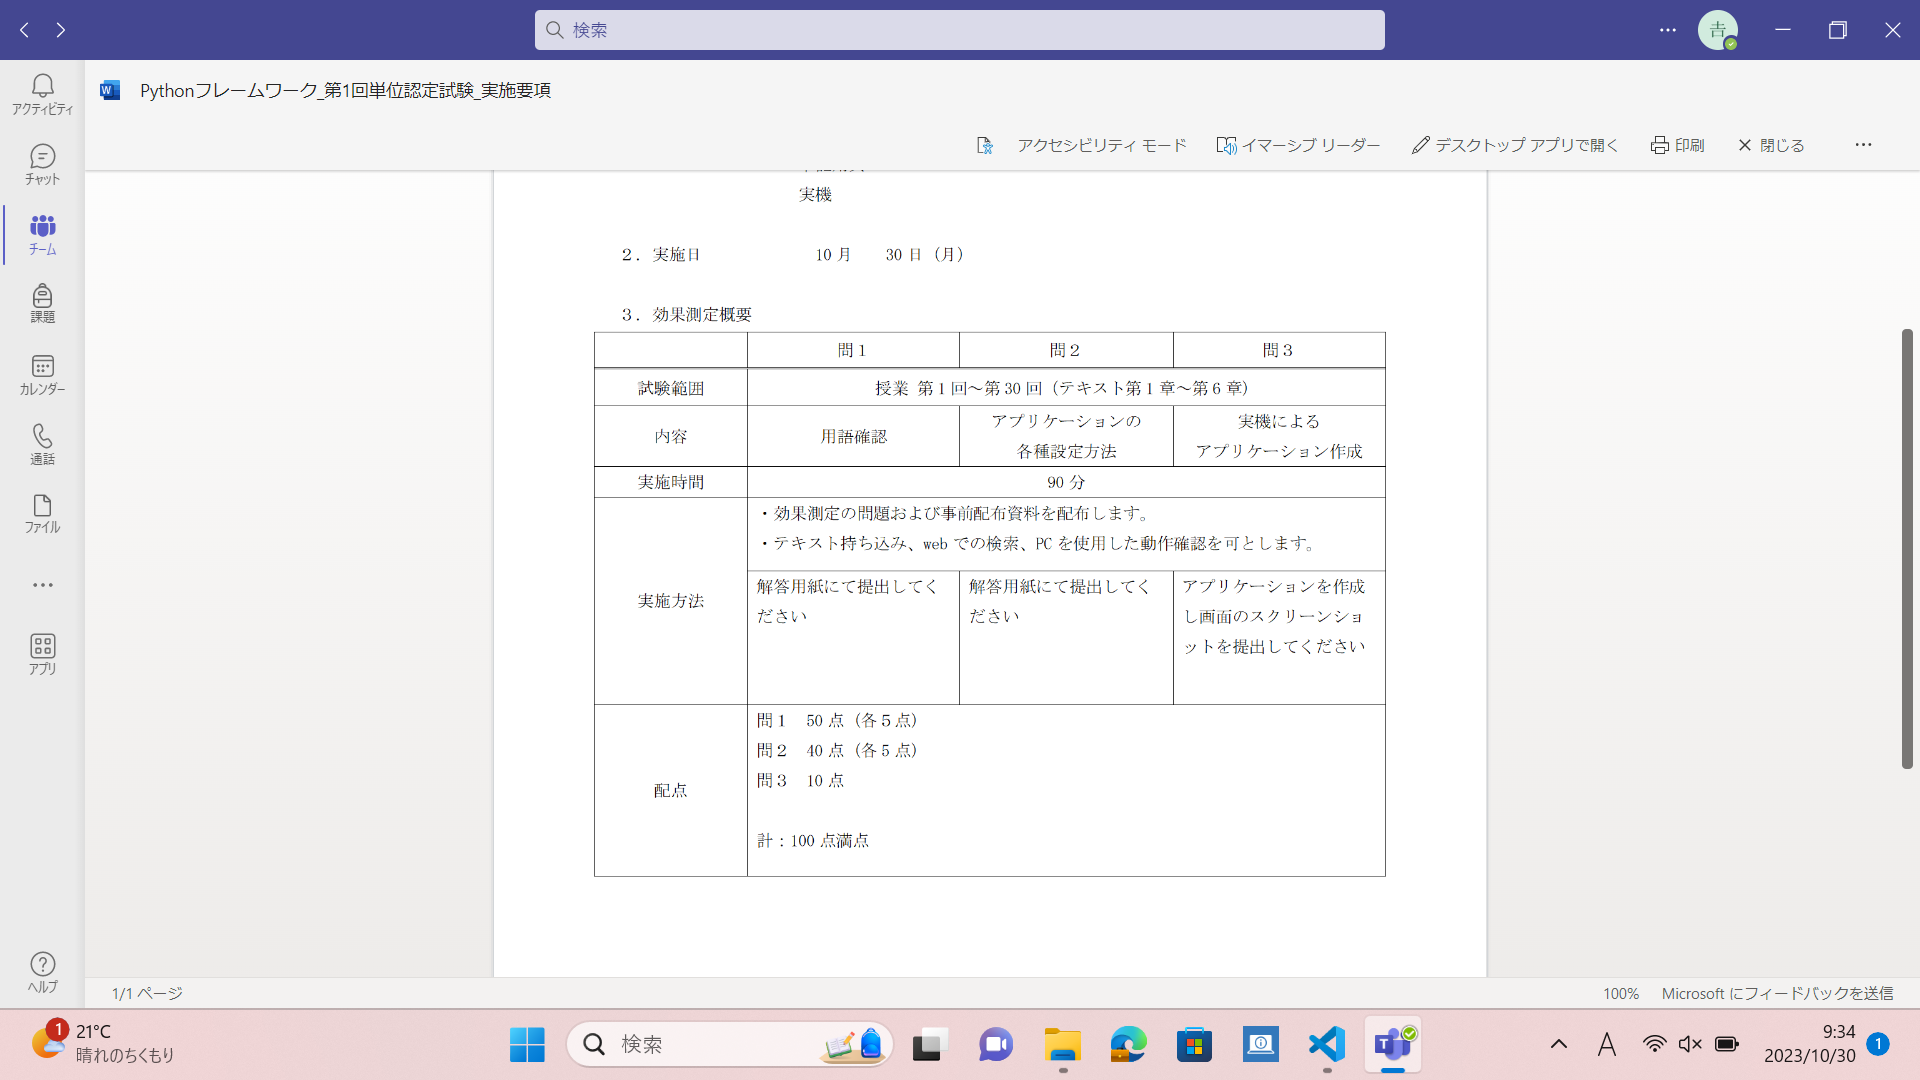 検索
吉
アクティビティ
チャット
チーム
課題
カレンダー
通話
ファイル
アプリ
ヘルプ
Pythonフレームワーク_第1回単位認定試験_実施要項
アクセシビリティ モード
イマーシブ リーダー
デスクトップ アプリで開く
印刷
閉じる
実機
２．実施日 10 月 30 日（月）
３．効果測定概要
問１ 問２ 問３
試験範囲 授業 第１回～第 30 回（テキスト第１章～第６章）
内容 用語確認 アプリケーションの 各種設定方法 実機による アプリケーション作成
実施時間 90 分
実施方法
・効果測定の問題および事前配布資料を配布します。
・テキスト持ち込み、web での検索、PC を使用した動作確認を可とします。
解答用紙にて提出してく
ださい
解答用紙にて提出してく
ださい
アプリケーションを作成
し画面のスクリーンショ
ットを提出してください
配点
問１ 50 点（各５点）
問２ 40 点（各５点）
問３ 10 点
計：100 点満点
1/1 ページ
100%
Microsoft にフィードバックを送信
1
21°C
晴れのちくもり
検索
A
9:34
2023/10/30
1